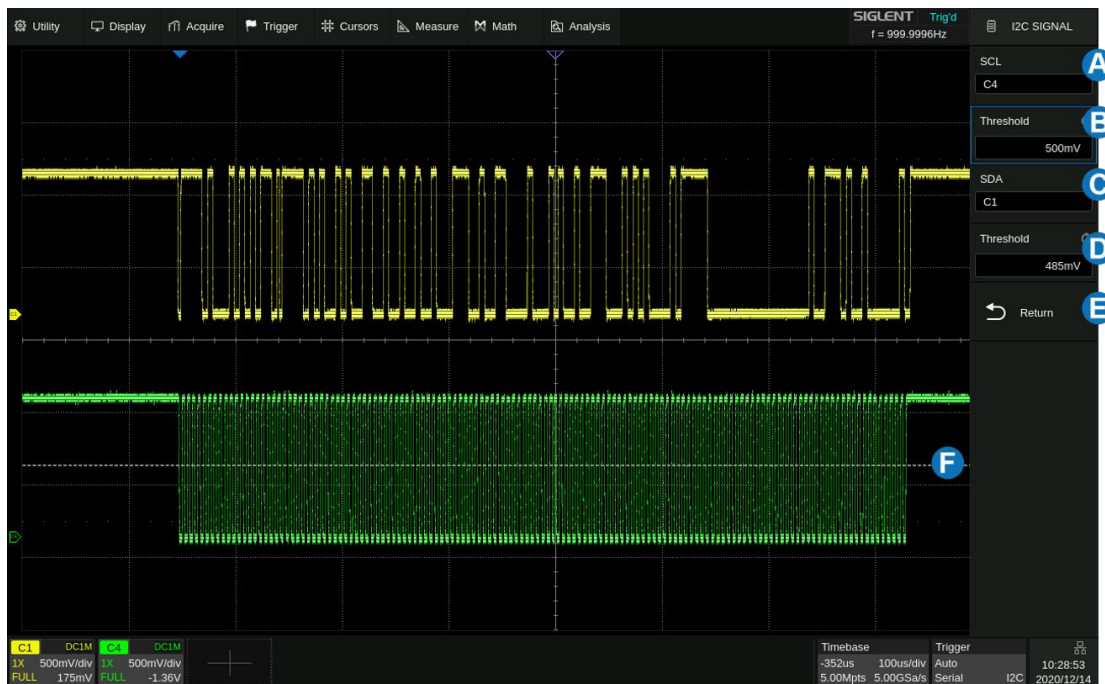 Utility Display Acquire Trigger Cursors Measure Math Analysis
SIGLENT Trig'd
f = 999.9996Hz
I2C SIGNAL
SCL A
C4
Threshold B
500mV
SDA C
C1
Threshold D
485mV
Return E
F
C1 DC1M
1X 500mV/div
FULL 175mV
C4 DC1M
1X 500mV/div
FULL -1.36V
Timebase
-352us 100us/div
5.00Mpts 5.00GSa/s
Trigger
Auto
Serial I2C
10:28:53
2020/12/14